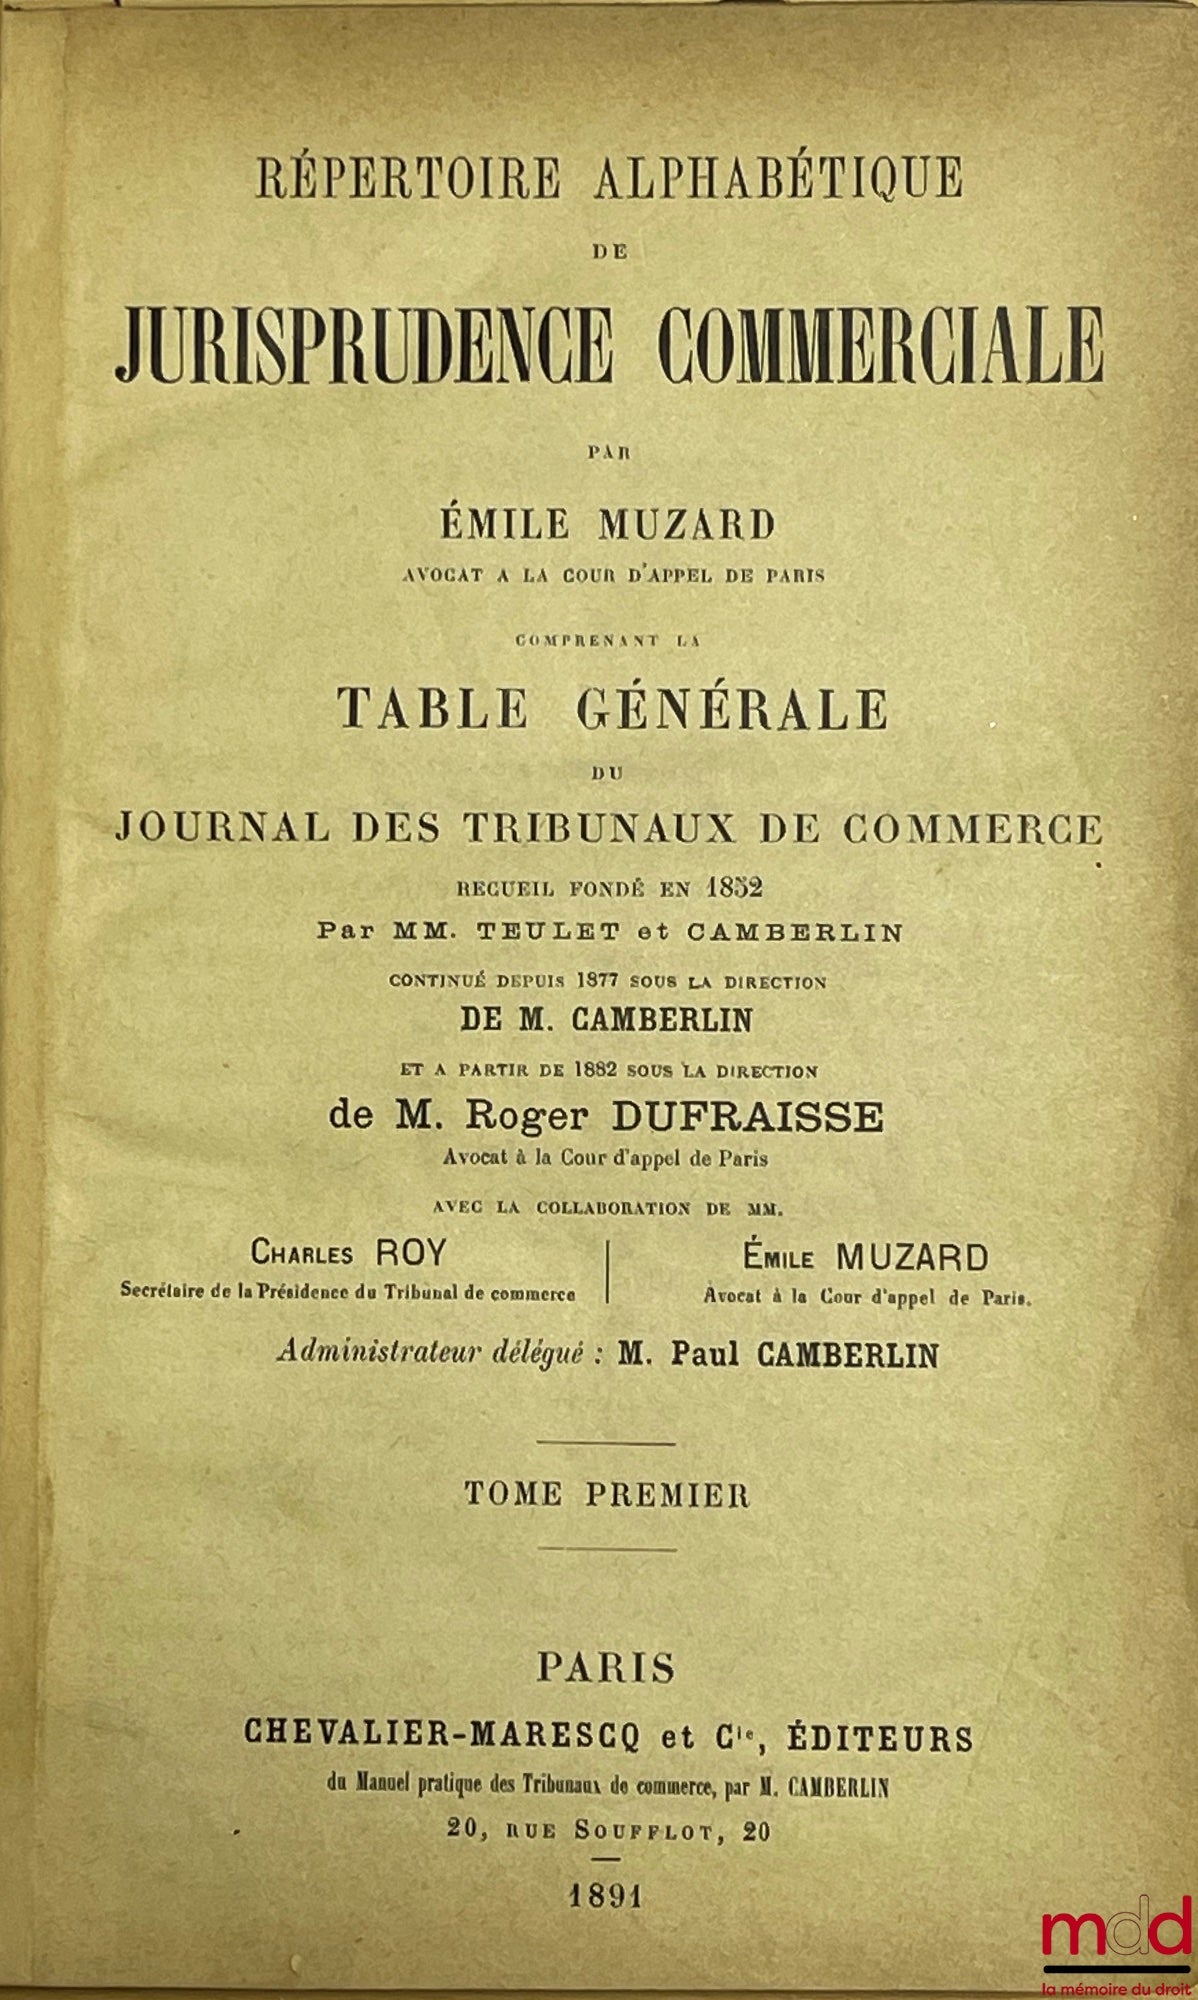 RÉPERTOIRE ALPHABÉTIQUE
DE
JURISPRUDENCE COMMERCIALE
PAR
ÉMILE MUZARD
AVOCAT A LA COUR D'APPEL DE PARIS
COMPRENANT LA
TABLE GÉNÉRALE
DU
JOURNAL DES TRIBUNAUX DE COMMERCE
RECUEIL FONDÉ EN 1852
Par MM. TEULET et CAMBERLIN
CONTINUÉ DEPUIS 1877 SOUS LA DIRECTION
DE M. CAMBERLIN
ET A PARTIR DE 1882 SOUS LA DIRECTION
de M. Roger DUFRAISSE
Avocat à la Cour d'appel de Paris
AVEC LA COLLABORATION DE MM.
CHARLES ROY
Secrétaire de la Présidence du Tribunal de commerce
ÉMILE MUZARD
Avocat à la Cour d'appel de Paris.
Administrateur délégué : M. Paul CAMBERLIN
TOME PREMIER
PARIS
CHEVALIER-MARESCQ et Cie, ÉDITEURS
du Manuel pratique des Tribunaux de commerce, par M. CAMBERLIN
20, RUE SOUFFLOT, 20
1891
mdd
la mémoire du droit